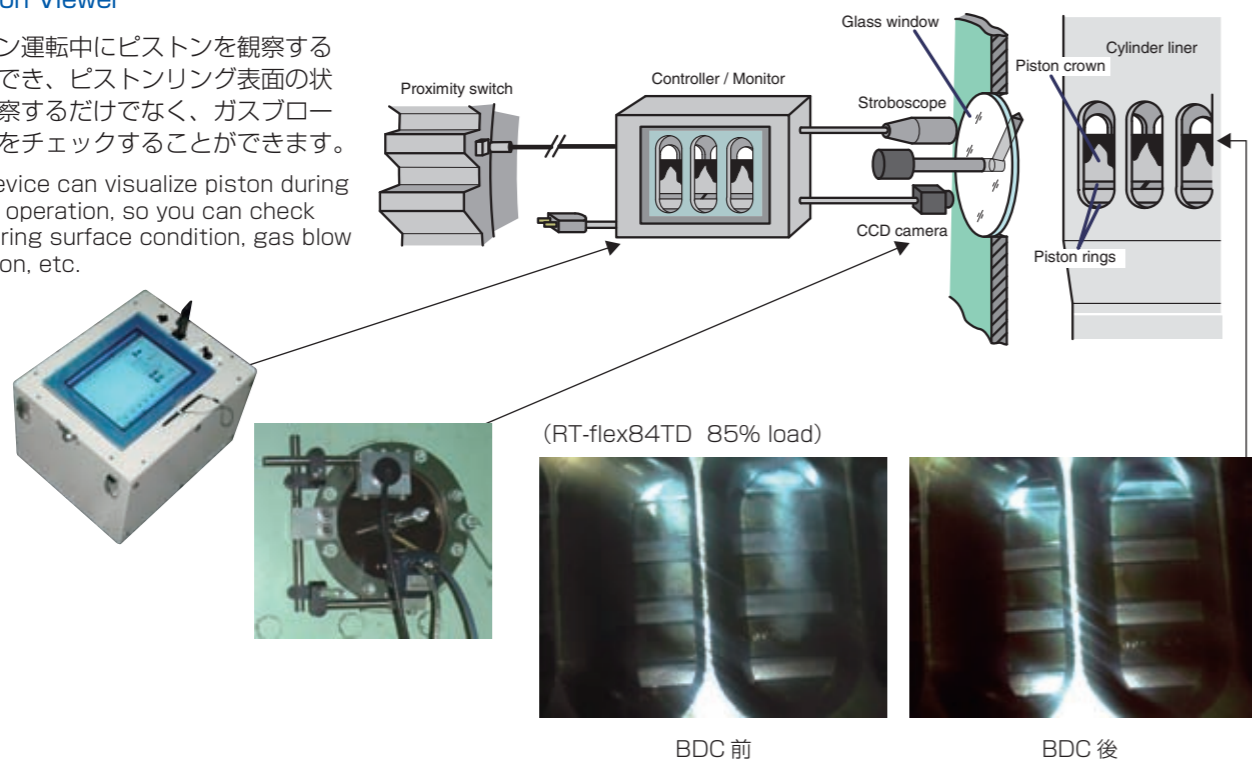 on Viewer
ン運転中にピストンを観察する
でき、ピストンリング表面の状
察するだけでなく、ガスブロー
をチェックすることができます。
evice can visualize piston during
operation, so you can check
ring surface condition, gas blow
on, etc.
Proximity switch
Controller / Monitor
Glass window
Stroboscope
CCD camera
Cylinder liner
Piston crown
Piston rings
(RT-flex84TD 85% load)
BDC 前
BDC 後